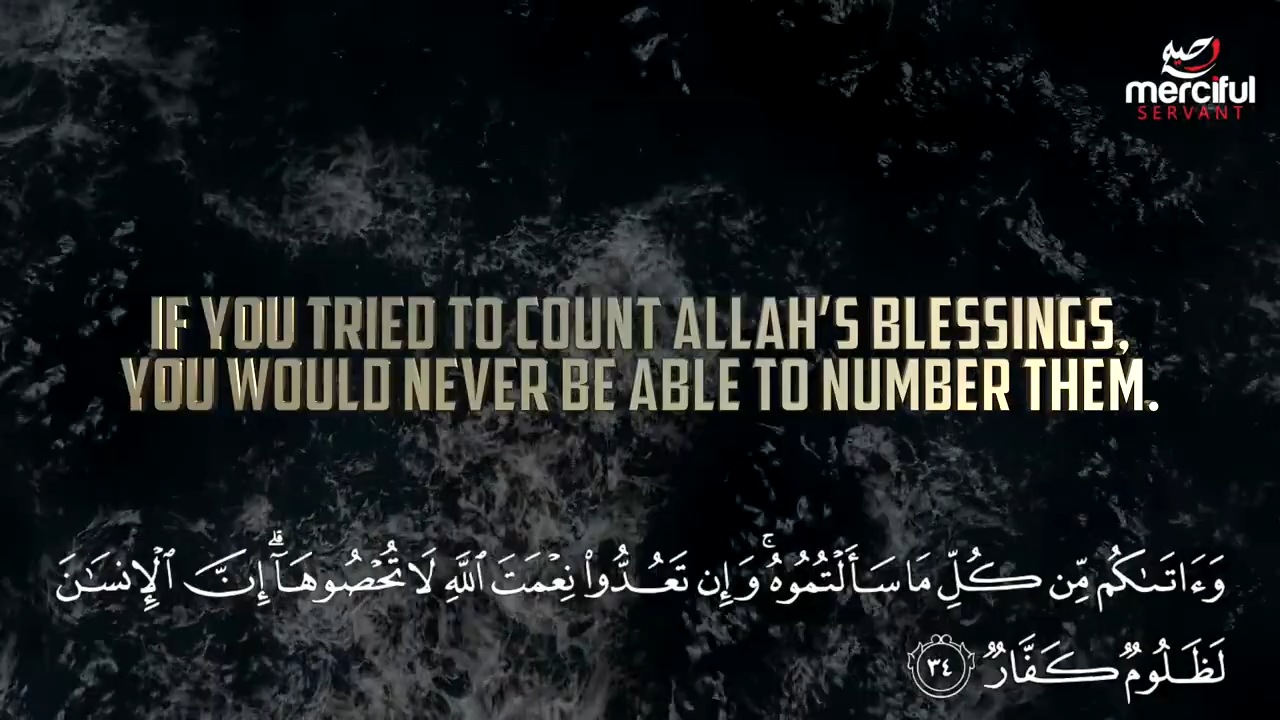 merciful
SERVANT
IF YOU TRIED TO COUNT ALLAH'S BLESSINGS,
YOU WOULD NEVER BE ABLE TO NUMBER THEM.
وَءَاتَىٰكُم مِّن كُلِّ مَا سَأَلْتُمُوهُ ۚ وَإِن تَعُدُّوا۟ نِعْمَتَ ٱللَّهِ لَا تُحْصُوهَآ ۗ إِنَّ ٱلْإِنسَـٰنَ
لَظَلُومٌ كَفَّارٌ ٣٤